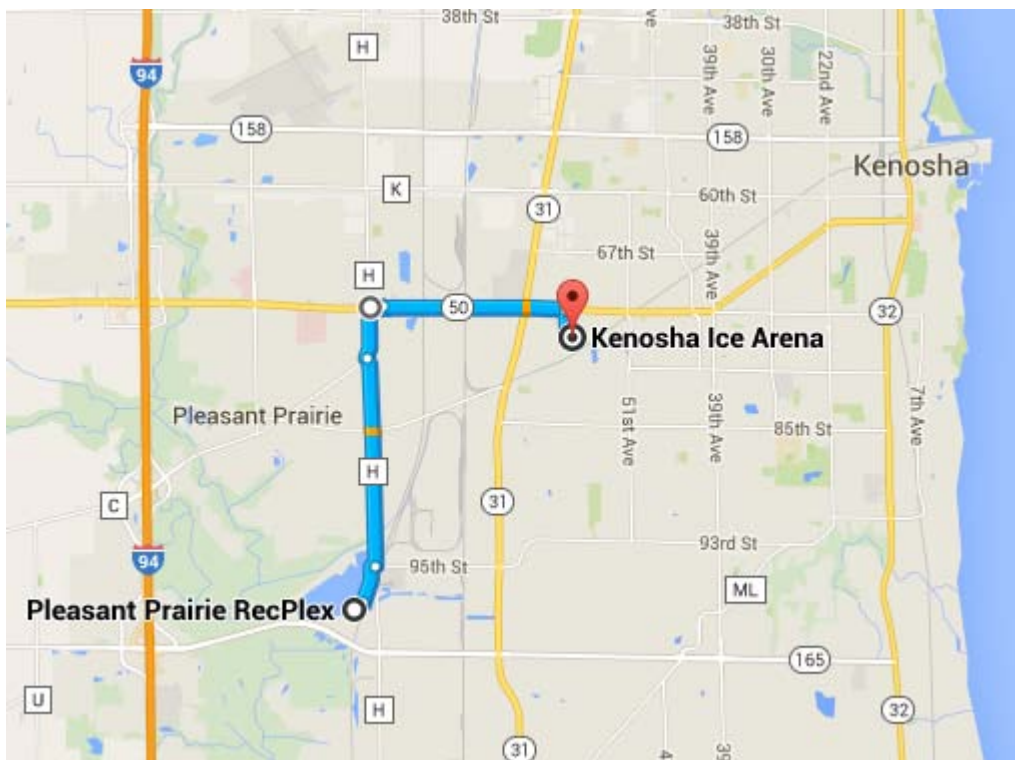 38th St
38th St
H
94
39th Ave
30th Ave
22nd Ave
158
158
Kenosha
K
60th St
31
67th St
39th Ave
H
50
32
Kenosha Ice Arena
Pleasant Prairie
51st Ave
39th Ave
85th St
7th Ave
H
31
C
94
93rd St
95th St
ML
Pleasant Prairie RecPlex
165
U
H
32
31